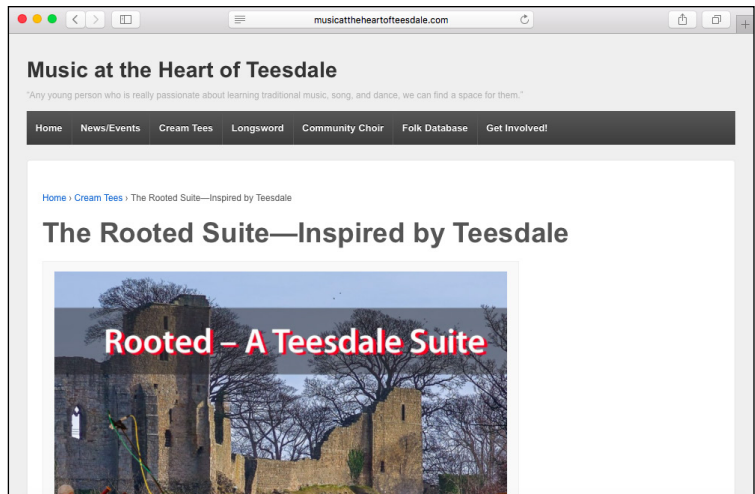 musicattheheartofteesdale.com
Music at the Heart of Teesdale
“Any young person who is really passionate about learning traditional music, song, and dance, we can find a space for them.”
Home News/Events Cream Tees Longsword Community Choir Folk Database Get Involved!
Home › Cream Tees › The Rooted Suite—Inspired by Teesdale
The Rooted Suite—Inspired by Teesdale
Rooted – A Teesdale Suite